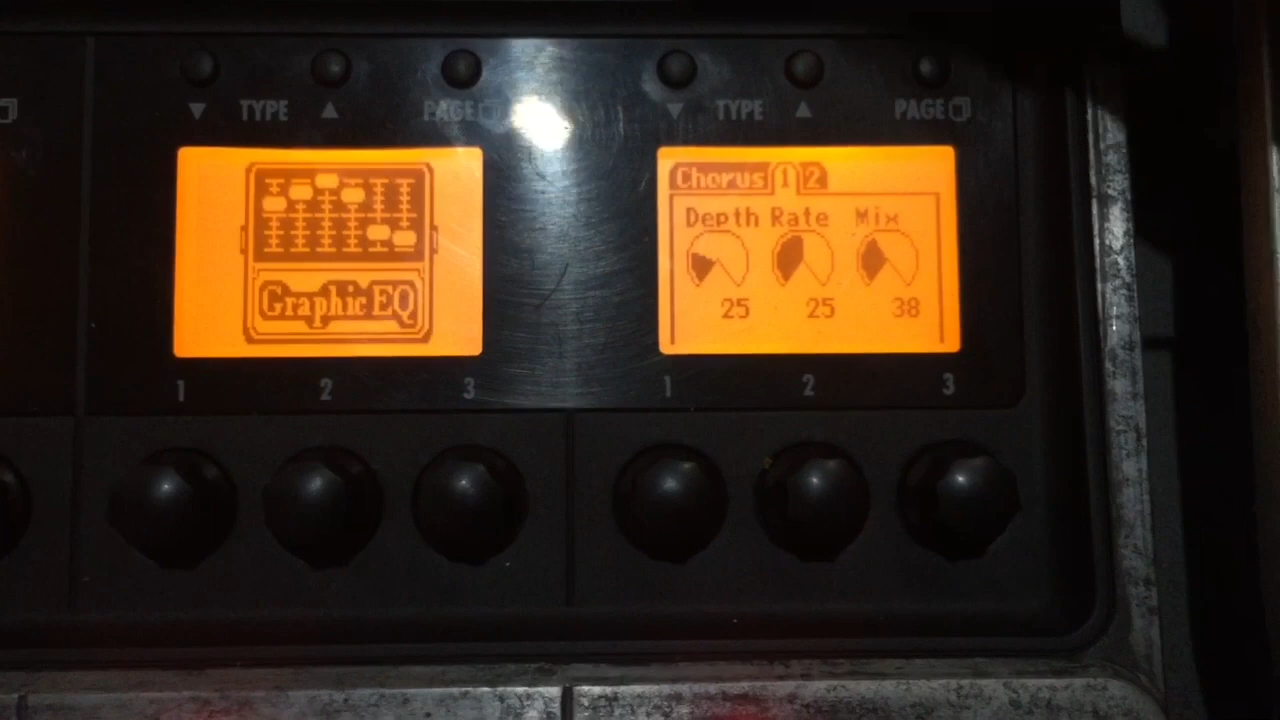 ▼ TYPE ▲ PAGE
▼ TYPE ▲ PAGE
Graphic EQ
Chorus 1 2
Depth Rate Mix
25 25 38
1 2 3
1 2 3